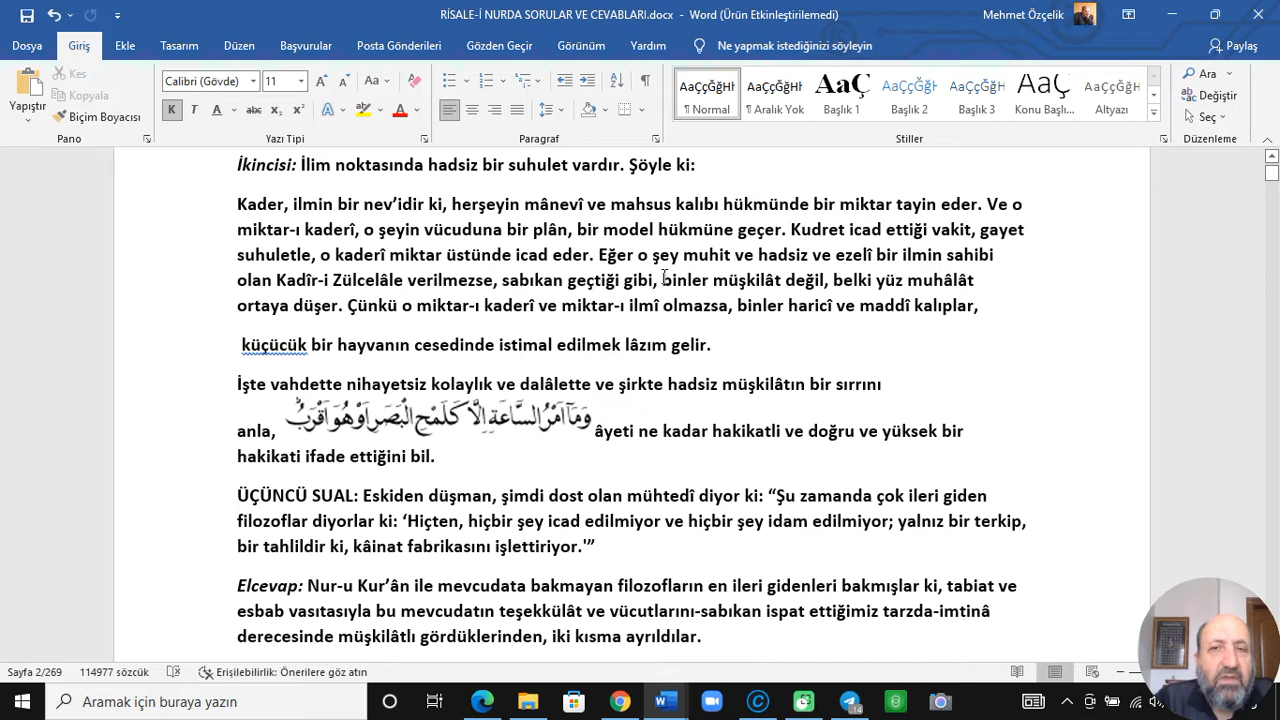 RİSALE-İ NURDA SORULAR VE CEVABLARI.docx - Word (Ürün Etkinleştirilemedi)
Mehmet Özçelik
Dosya Giriş Ekle Tasarım Düzen Başvurular Posta Gönderileri Gözden Geçir Görünüm Yardım Ne yapmak istediğinizi söyleyin Paylaş
Yapıştır
Kes
Kopyala
Biçim Boyacısı
Calibri (Gövde) 11
AaÇçĞğHł AaÇçĞğHł AaÇ AaÇçĞğl AaÇçĞğH AaÇ AaÇçĞğH
¶ Normal ¶ Aralık Yok Başlık 1 Başlık 2 Başlık 3 Konu Başlı... Altyazı
Ara
Değiştir
Seç
Pano Yazı Tipi Paragraf Stiller Düzenleme
İkincisi: İlim noktasında hadsiz bir suhulet vardır. Şöyle ki:
Kader, ilmin bir nev’idir ki, herşeyin mânevî ve mahsus kalıbı hükmünde bir miktar tayin eder. Ve o
miktar-ı kaderî, o şeyin vücuduna bir plân, bir model hükmüne geçer. Kudret icad ettiği vakit, gayet
suhuletle, o kaderî miktar üstünde icad eder. Eğer o şey muhit ve hadsiz ve ezelî bir ilmin sahibi
olan Kadîr-i Zülcelâle verilmezse, sabıkan geçtiği gibi, binler müşkilât değil, belki yüz muhâlât
ortaya düşer. Çünkü o miktar-ı kaderî ve miktar-ı ilmî olmazsa, binler haricî ve maddî kalıplar,
küçücük bir hayvanın cesedinde istimal edilmek lâzım gelir.
İşte vahdette nihayetsiz kolaylık ve dalâlette ve şirkte hadsiz müşkilâtın bir sırrını
anla, وَمَٓا اَمْرُ السَّاعَةِ اِلَّا كَلَمْحِ الْبَصَرِ اَوْ هُوَ اَقْرَبُ âyeti ne kadar hakikatli ve doğru ve yüksek bir
hakikati ifade ettiğini bil.
ÜÇÜNCÜ SUAL: Eskiden düşman, şimdi dost olan mühtedî diyor ki: “Şu zamanda çok ileri giden
filozoflar diyorlar ki: ‘Hiçten, hiçbir şey icad edilmiyor ve hiçbir şey idam edilmiyor; yalnız bir terkip,
bir tahlildir ki, kâinat fabrikasını işlettiriyor.'”
Elcevap: Nur-u Kur’ân ile mevcudata bakmayan filozofların en ileri gidenleri bakmışlar ki, tabiat ve
esbab vasıtasıyla bu mevcudatın teşekkülât ve vücutlarını-sabıkan ispat ettiğimiz tarzda-imtinâ
derecesinde müşkilâtlı gördüklerinden, iki kısma ayrıldılar.
Sayfa 2/269 114977 sözcük Erişilebilirlik: Önerilere göz atın
Aramak için buraya yazın
14